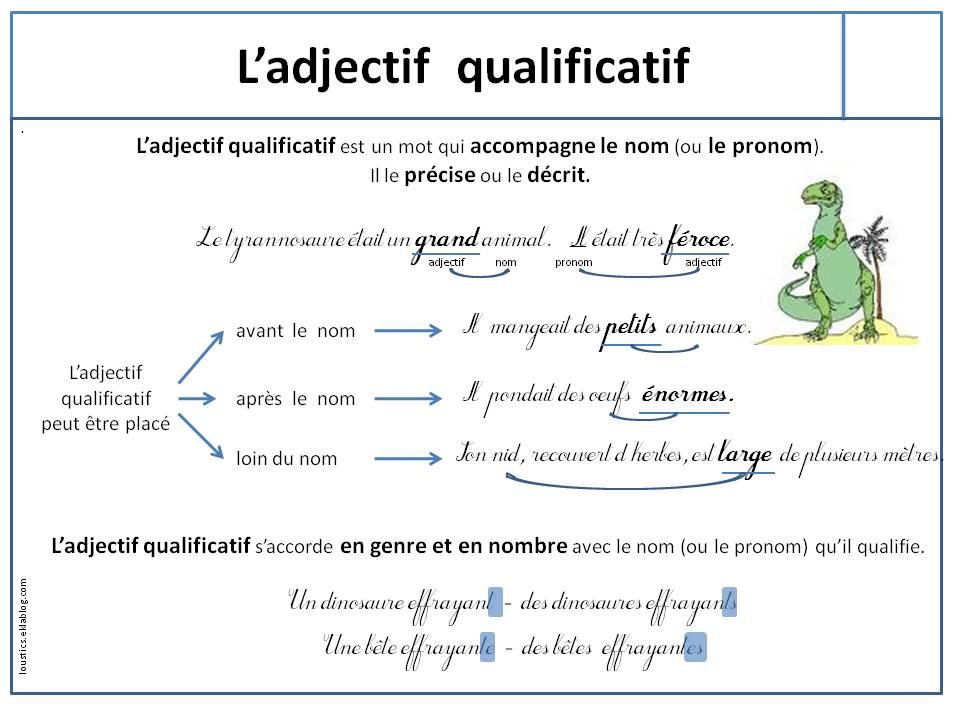 L’adjectif qualificatif
L’adjectif qualificatif est un mot qui accompagne le nom (ou le pronom).
Il le précise ou le décrit.
Le tyrannosaure était un grand animal. Il était très féroce.
adjectif nom pronom adjectif
avant le nom
Il mangeait des petits animaux.
L’adjectif
qualificatif
peut être placé
après le nom
Il pondait des oeufs énormes.
loin du nom
Son nid, recouvert d herbes, est large de plusieurs mètres.
L’adjectif qualificatif s’accorde en genre et en nombre avec le nom (ou le pronom) qu’il qualifie.
Un dinosaure effrayant - des dinosaures effrayants
Une bête effrayante - des bêtes effrayantes
loustics.eklablog.com